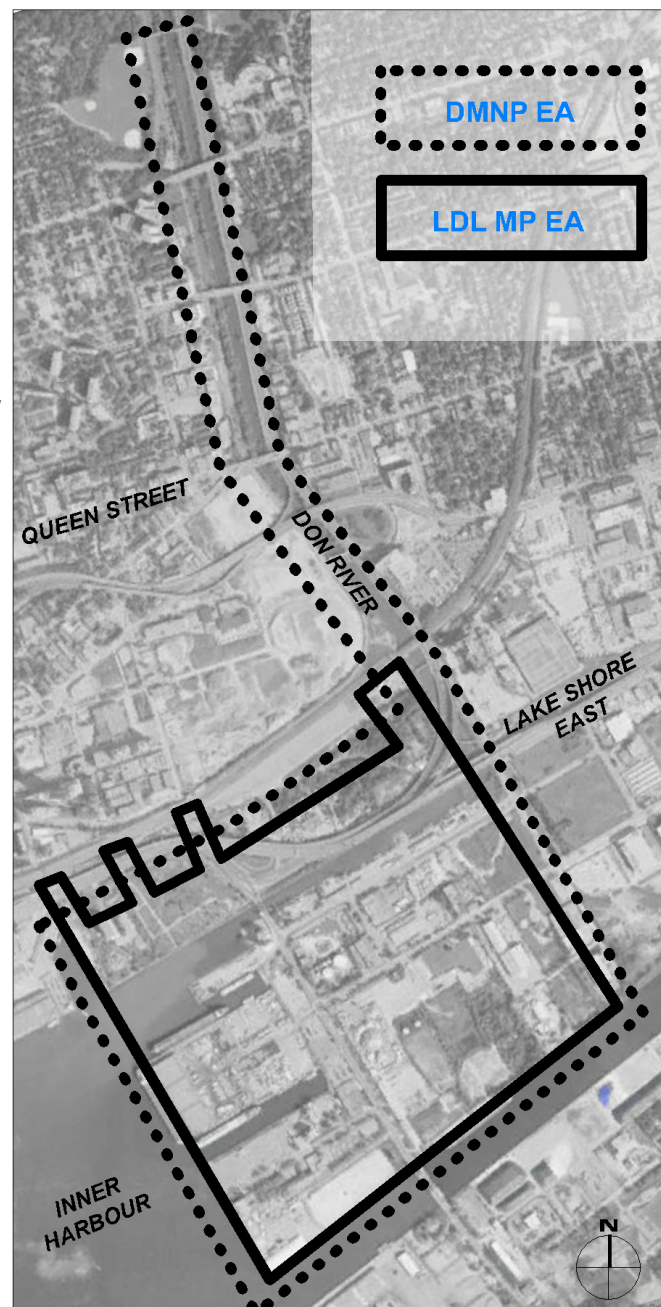 DMNP EA
LDL MP EA
QUEEN STREET
DON RIVER
LAKE SHORE
EAST
INNER
HARBOUR
N